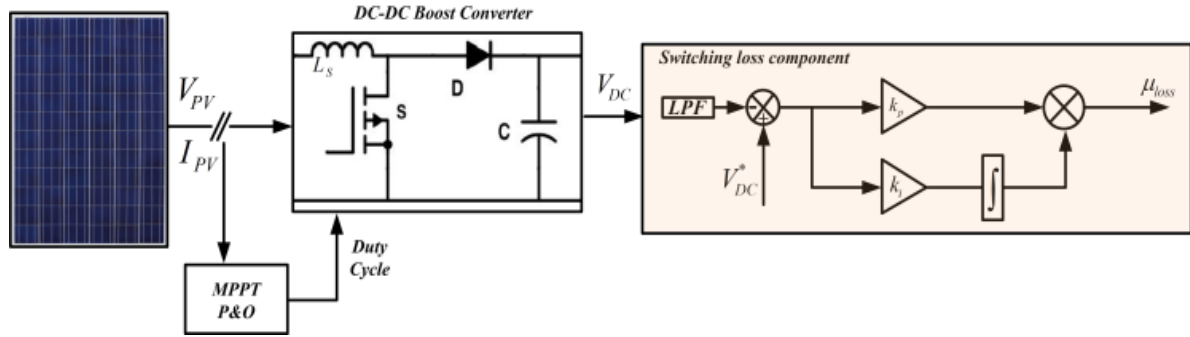 DC-DC Boost Converter
L_S
D
S
C
V_PV
I_PV
MPPT
P&O
Duty
Cycle
V_DC
Switching loss component
LPF
-
+
V*_DC
k_p
k_i
∫
μ_loss